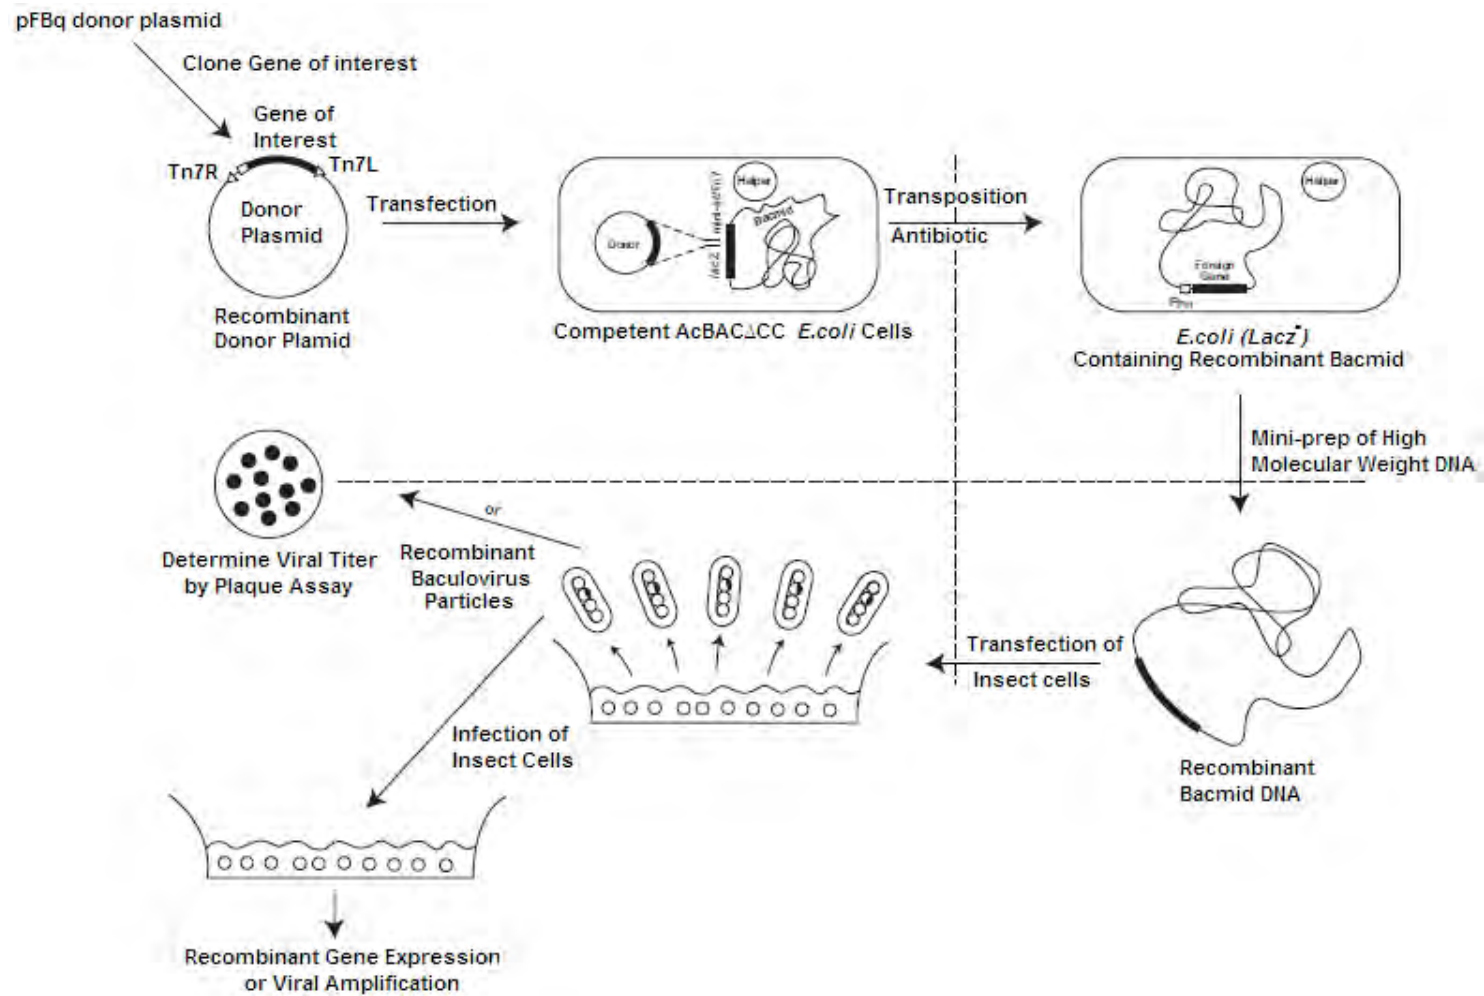 pFBq donor plasmid
Clone Gene of interest
Gene of
Interest
Tn7R
Tn7L
Donor
Plasmid
Recombinant
Donor Plamid
Transfection
Helper
Donor
lacZ
mini-attTn7
Bacmid
Competent AcBACΔCC E.coli Cells
Transposition
Antibiotic
Helper
Foreign
Gene
E.coli (Lacz-)
Containing Recombinant Bacmid
Mini-prep of High
Molecular Weight DNA
Recombinant
Bacmid DNA
Transfection of
Insect cells
Recombinant
Baculovirus
Particles
or
Determine Viral Titer
by Plaque Assay
Infection of
Insect Cells
Recombinant Gene Expression
or Viral Amplification